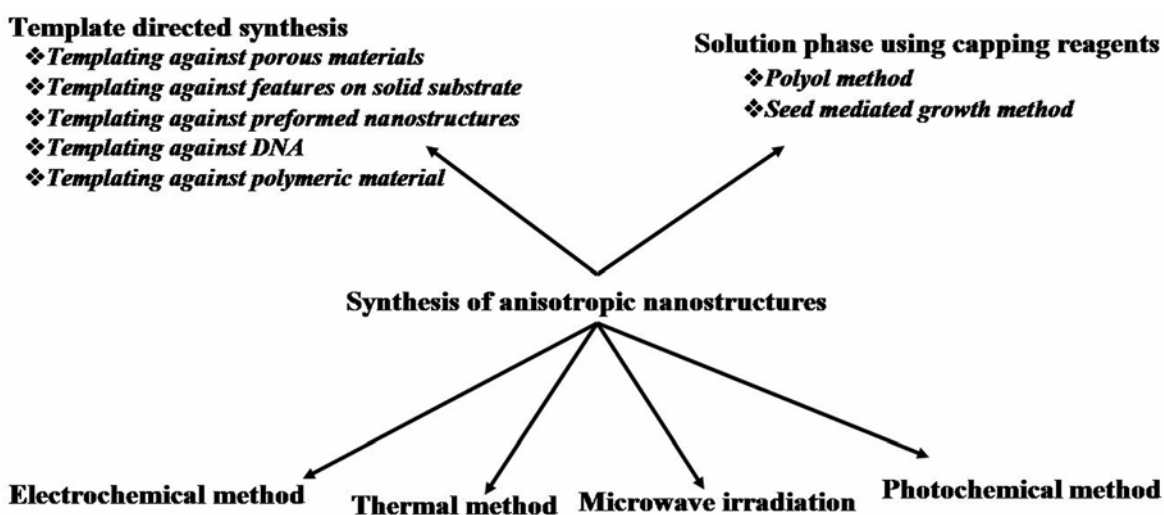 Template directed synthesis
❖Templating against porous materials
❖Templating against features on solid substrate
❖Templating against preformed nanostructures
❖Templating against DNA
❖Templating against polymeric material
Solution phase using capping reagents
❖Polyol method
❖Seed mediated growth method
Synthesis of anisotropic nanostructures
Electrochemical method
Thermal method
Microwave irradiation
Photochemical method